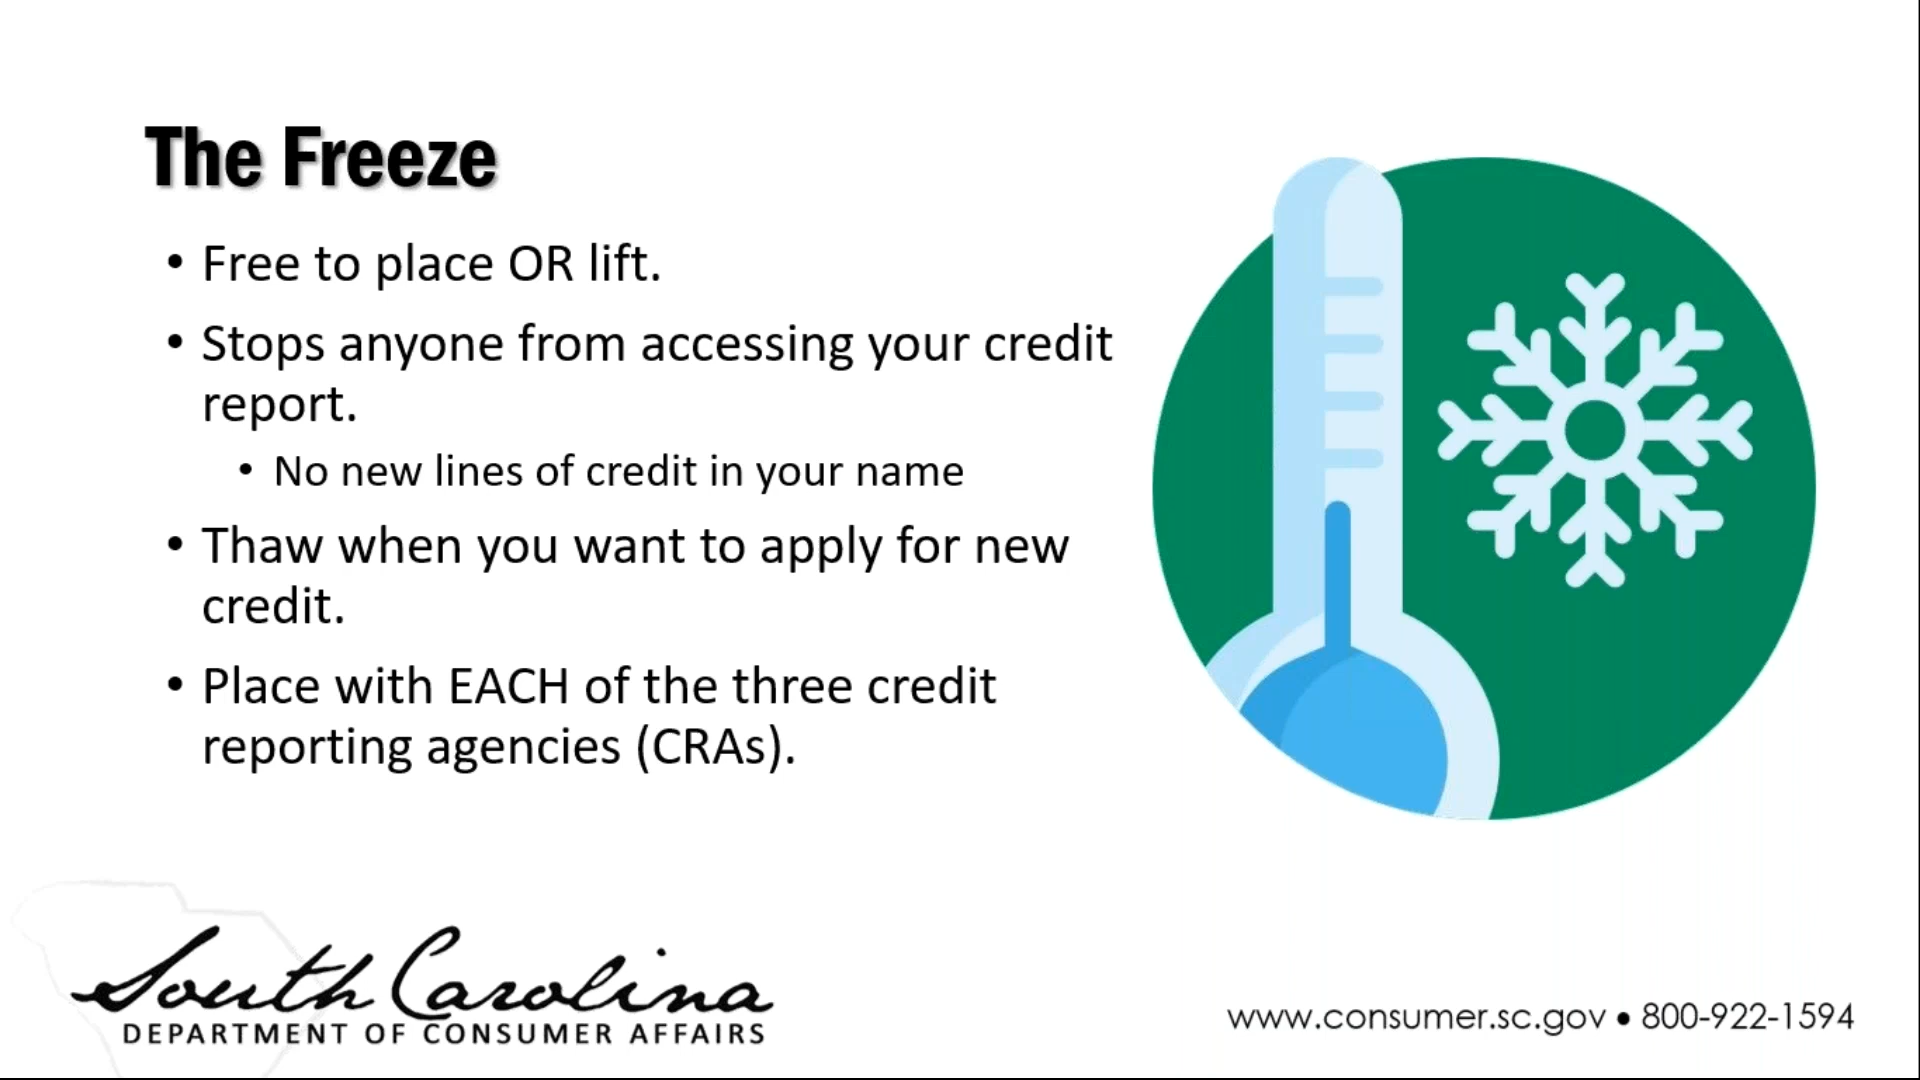 The Freeze
• Free to place OR lift.
• Stops anyone from accessing your credit
report.
• No new lines of credit in your name
• Thaw when you want to apply for new
credit.
• Place with EACH of the three credit
reporting agencies (CRAs).
South Carolina
DEPARTMENT OF CONSUMER AFFAIRS
www.consumer.sc.gov • 800-922-1594